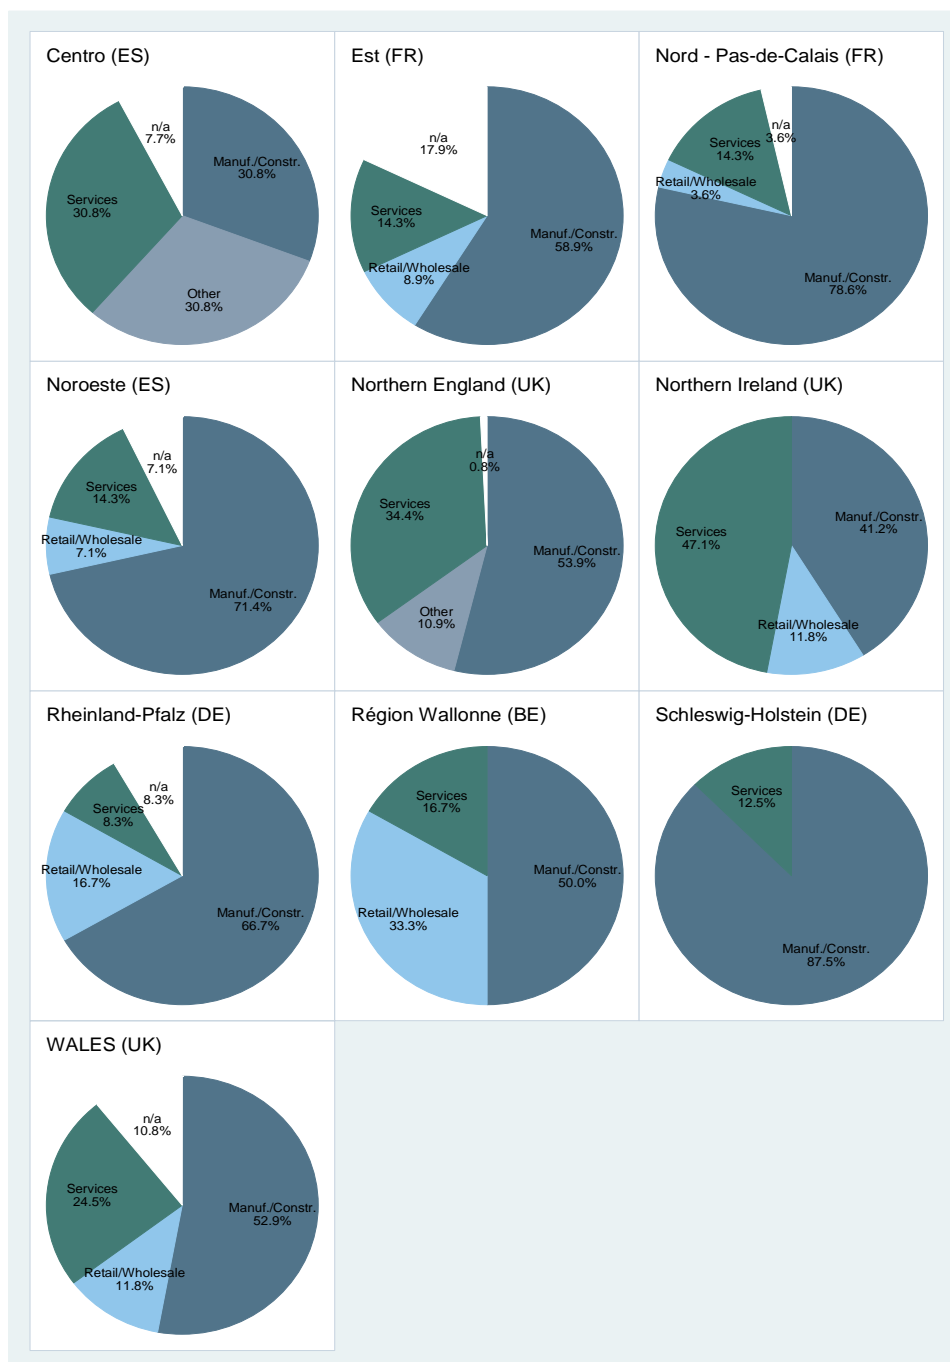 Centro (ES)
n/a
7.7%
Manuf./Constr.
30.8%
Services
30.8%
Other
30.8%
Est (FR)
n/a
17.9%
Services
14.3%
Manuf./Constr.
58.9%
Retail/Wholesale
8.9%
Nord - Pas-de-Calais (FR)
n/a
3.6%
Services
14.3%
Retail/Wholesale
3.6%
Manuf./Constr.
78.6%
Noroeste (ES)
n/a
7.1%
Services
14.3%
Retail/Wholesale
7.1%
Manuf./Constr.
71.4%
Northern England (UK)
n/a
0.8%
Services
34.4%
Manuf./Constr.
53.9%
Other
10.9%
Northern Ireland (UK)
Manuf./Constr.
41.2%
Services
47.1%
Retail/Wholesale
11.8%
Rheinland-Pfalz (DE)
n/a
8.3%
Services
8.3%
Retail/Wholesale
16.7%
Manuf./Constr.
66.7%
Région Wallonne (BE)
Services
16.7%
Manuf./Constr.
50.0%
Retail/Wholesale
33.3%
Schleswig-Holstein (DE)
Services
12.5%
Manuf./Constr.
87.5%
WALES (UK)
n/a
10.8%
Services
24.5%
Manuf./Constr.
52.9%
Retail/Wholesale
11.8%